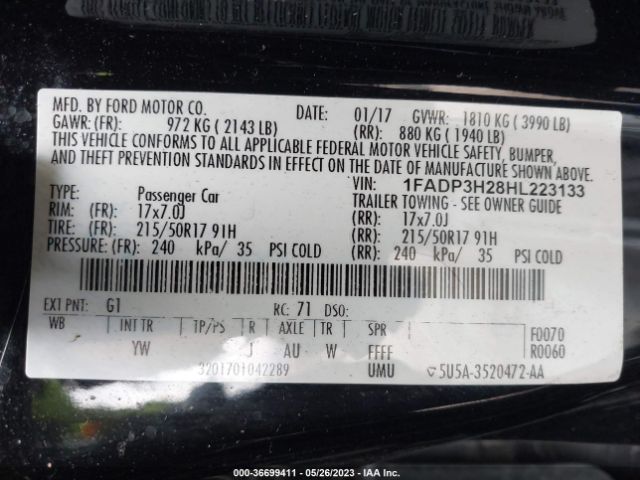 MFD. BY FORD MOTOR CO. DATE: 01/17 GVWR: 1810 KG ( 3990 LB)
GAWR: (FR): 972 KG ( 2143 LB) (RR): 880 KG ( 1940 LB)
THIS VEHICLE CONFORMS TO ALL APPLICABLE FEDERAL MOTOR VEHICLE SAFETY, BUMPER,
AND THEFT PREVENTION STANDARDS IN EFFECT ON THE DATE OF MANUFACTURE SHOWN ABOVE.
VIN: 1FADP3H28HL223133
TYPE: Passenger Car TRAILER TOWING - SEE OWNER GUIDE
RIM: (FR): 17x7.0J (RR): 17x7.0J
TIRE: (FR): 215/50R17 91H (RR): 215/50R17 91H
PRESSURE: (FR): 240 kPa/ 35 PSI COLD (RR): 240 kPa/ 35 PSI COLD
EXT PNT: G1 RC: 71 DSO:
WB INT TR TP/PS R AXLE TR SPR F0070
YW J AU W FFFF R0060
3201701042289 UMU 5U5A-3520472-AA
000-36699411 - 05/26/2023 - IAA Inc.